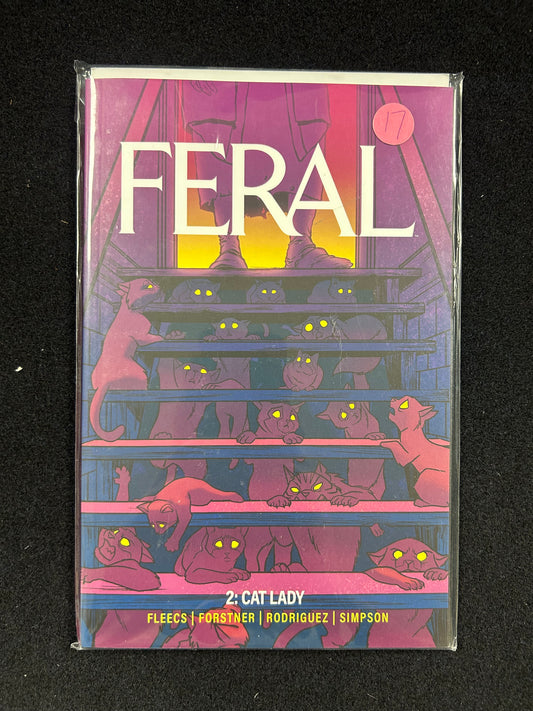 17
FERAL
2: CAT LADY
FLEECS | FORSTNER | RODRIGUEZ | SIMPSON